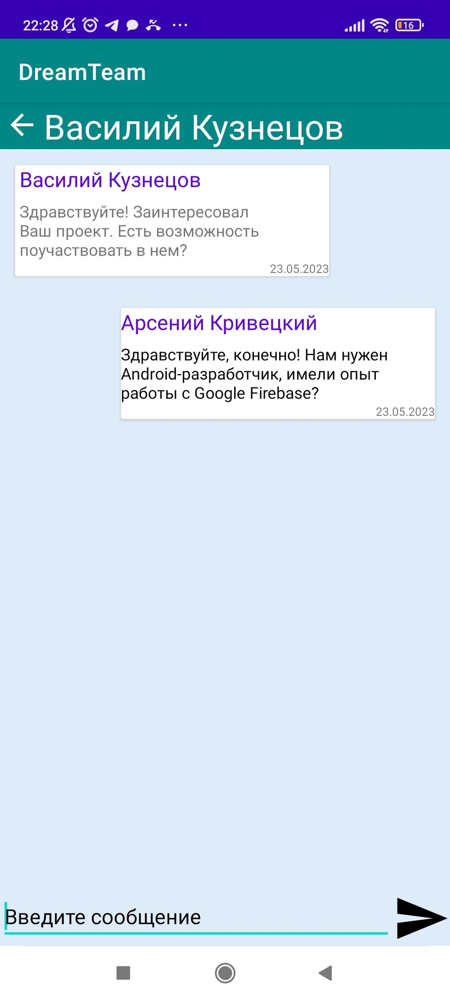 22:28
16
DreamTeam
Василий Кузнецов
Василий Кузнецов
Здравствуйте! Заинтересовал
Ваш проект. Есть возможность
поучаствовать в нем?
23.05.2023
Арсений Кривецкий
Здравствуйте, конечно! Нам нужен
Android-разработчик, имели опыт
работы с Google Firebase?
23.05.2023
Введите сообщение